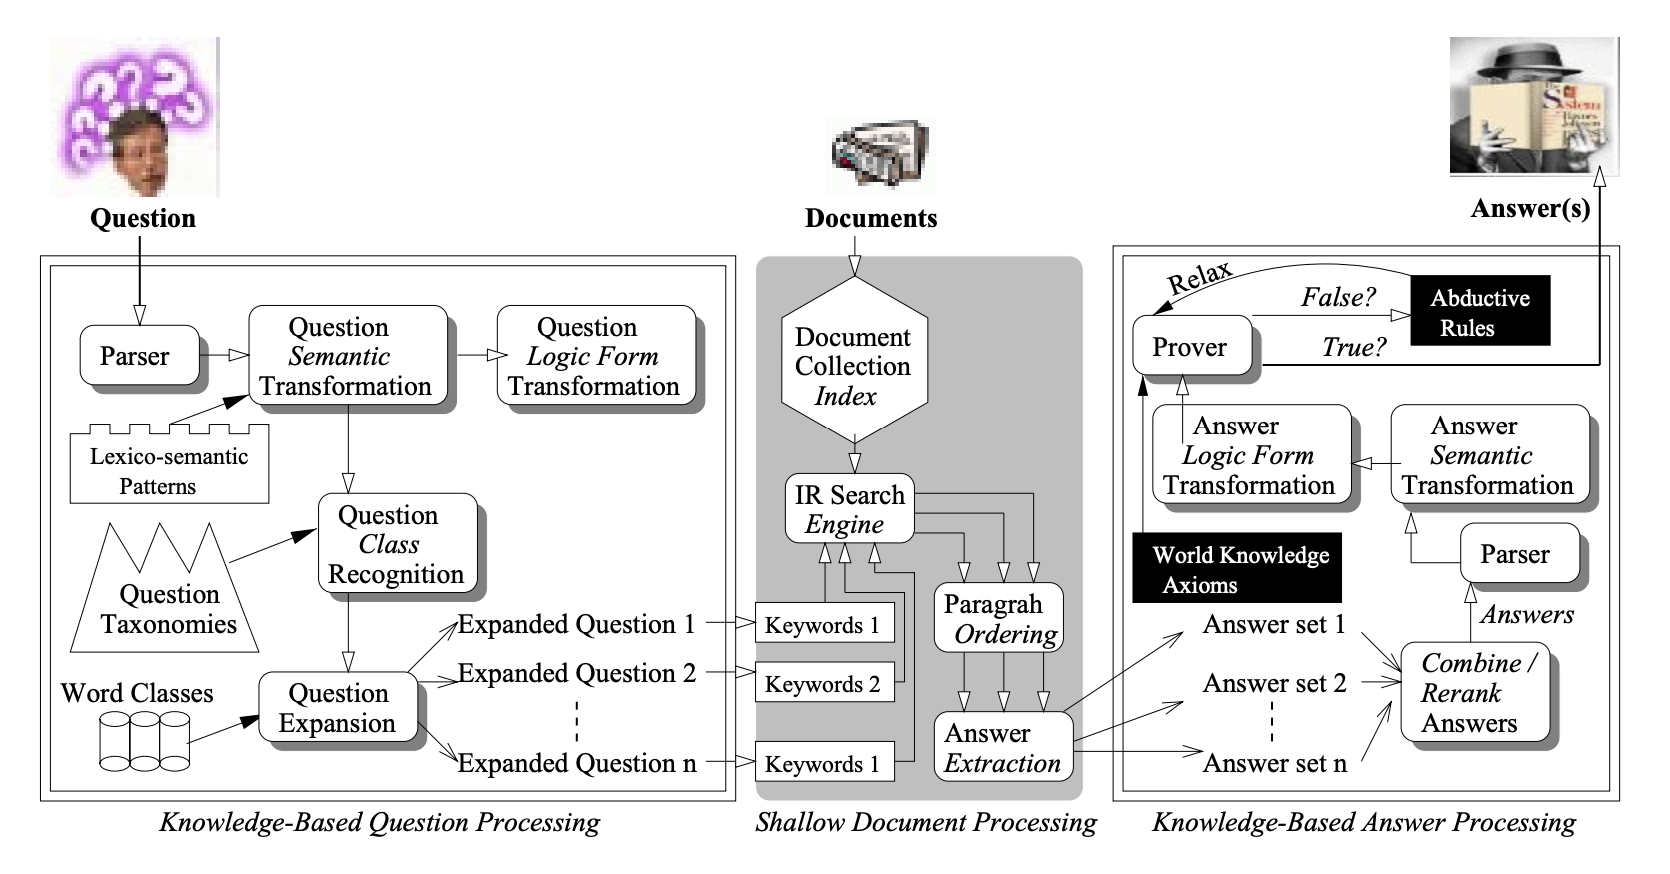 Question
Parser
Question
Semantic
Transformation
Question
Logic Form
Transformation
Lexico-semantic
Patterns
Question
Class
Recognition
Question
Taxonomies
Word Classes
Question
Expansion
Expanded Question 1
Expanded Question 2
Expanded Question n
Knowledge-Based Question Processing
Documents
Document
Collection
Index
IR Search
Engine
Keywords 1
Keywords 2
Keywords 1
Paragrah
Ordering
Answer
Extraction
Shallow Document Processing
System
Answer(s)
Relax
False?
Abductive
Rules
Prover
True?
Answer
Logic Form
Transformation
Answer
Semantic
Transformation
World Knowledge
Axioms
Parser
Answers
Answer set 1
Answer set 2
Answer set n
Combine /
Rerank
Answers
Knowledge-Based Answer Processing